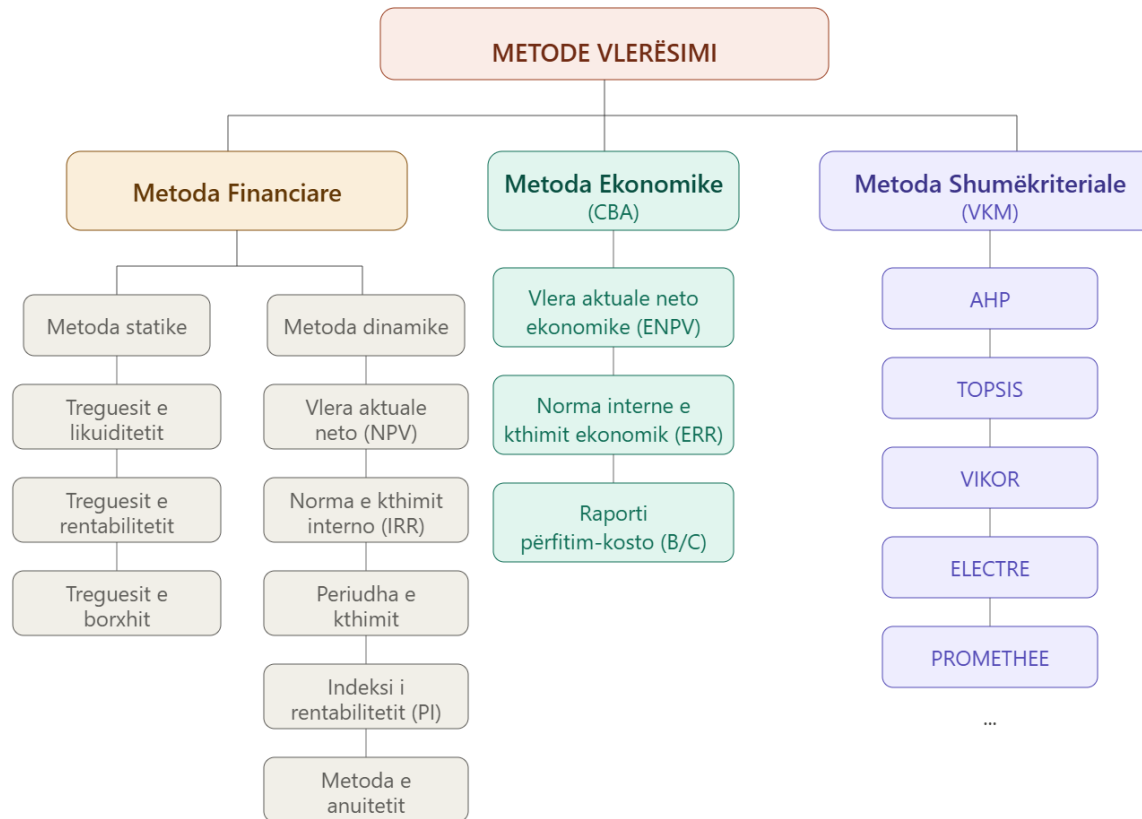 METODE VLERËSIMI
Metoda Financiare
Metoda statike
Treguesit e
likuiditetit
Treguesit e
rentabilitetit
Treguesit e
borxhit
Metoda dinamike
Vlera aktuale
neto (NPV)
Norma e kthimit
interno (IRR)
Periudha e
kthimit
Indeksi i
rentabilitetit (PI)
Metoda e
anuitetit
Metoda Ekonomike
(CBA)
Vlera aktuale neto
ekonomike (ENPV)
Norma interne e
kthimit ekonomik (ERR)
Raporti
përfitim-kosto (B/C)
Metoda Shumëkriteriale
(VKM)
AHP
TOPSIS
VIKOR
ELECTRE
PROMETHEE
...